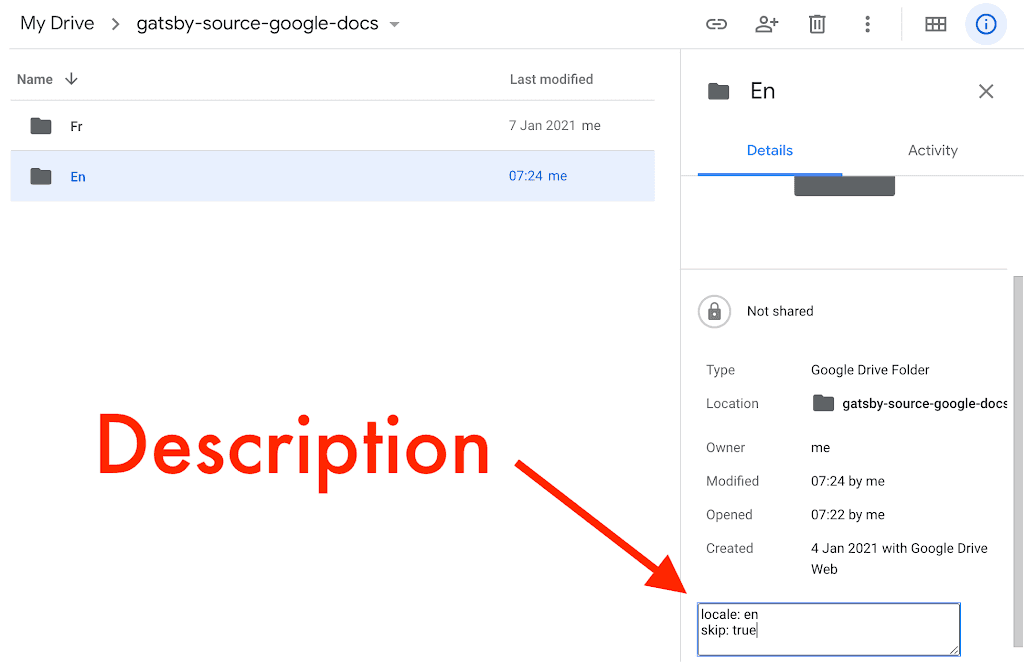 My Drive > gatsby-source-google-docs
Name Last modified
Fr 7 Jan 2021 me
En 07:24 me
En
Details Activity
Not shared
Type Google Drive Folder
Location gatsby-source-google-docs
Owner me
Modified 07:24 by me
Opened 07:22 by me
Created 4 Jan 2021 with Google Drive
Web
Description
locale: en
skip: true